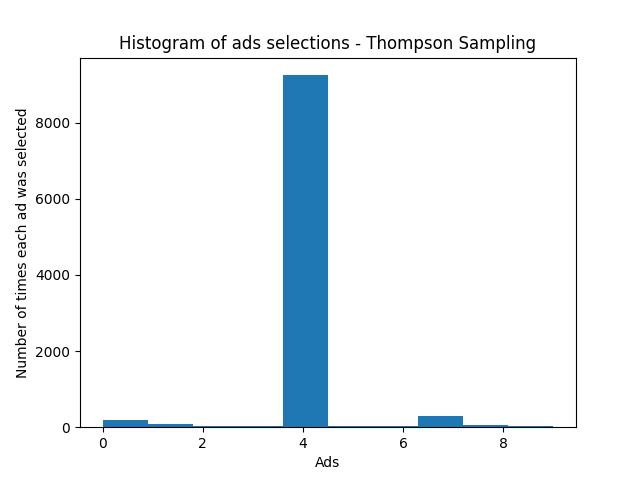 Histogram of ads selections - Thompson Sampling
Number of times each ad was selected
8000
6000
4000
2000
0
0 2 4 6 8
Ads